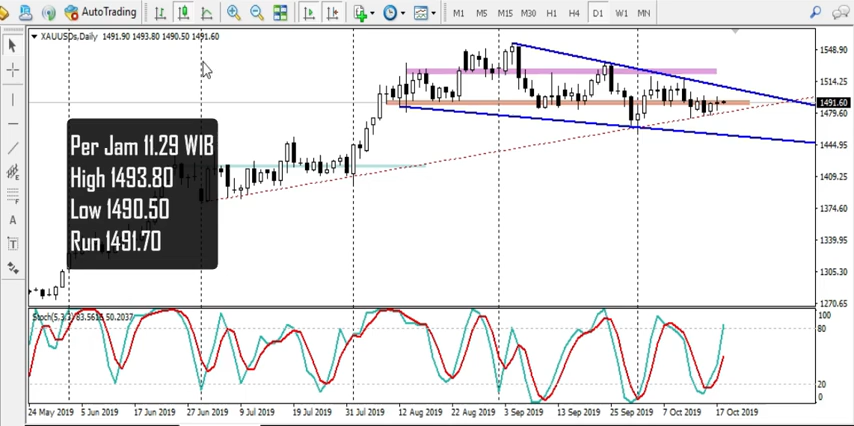 AutoTrading
M1 M5 M15 M30 H1 H4 D1 W1 MN
XAUUSDs,Daily 1491.90 1493.80 1490.50 1491.60
Per Jam 11.29 WIB
High 1493.80
Low 1490.50
Run 1491.70
1548.90
1514.25
1491.60
1479.60
1444.95
1409.25
1374.60
1339.95
1305.30
1270.65
100
80
20
0
24 May 2019 5 Jun 2019 17 Jun 2019 27 Jun 2019 9 Jul 2019 19 Jul 2019 31 Jul 2019 12 Aug 2019 22 Aug 2019 3 Sep 2019 13 Sep 2019 25 Sep 2019 7 Oct 2019 17 Oct 2019